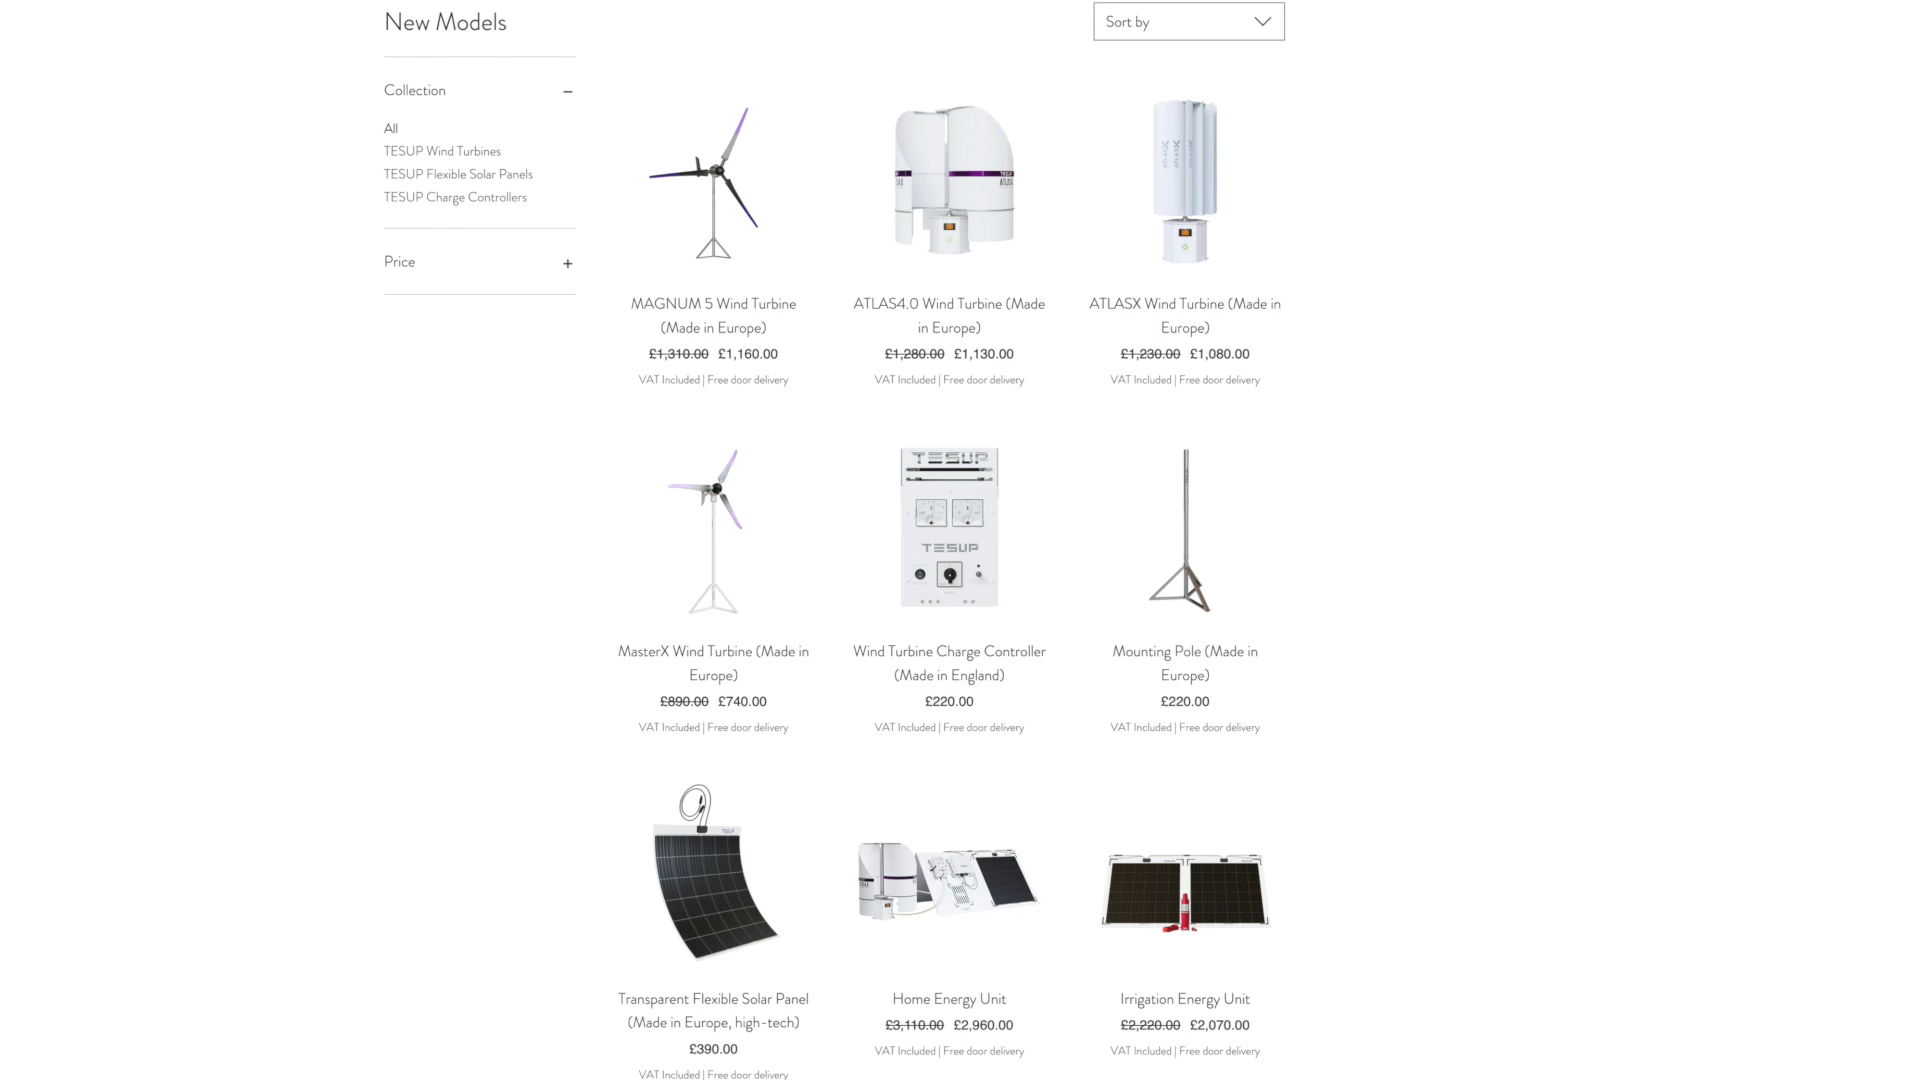 New Models
Sort by
Collection
All
TESUP Wind Turbines
TESUP Flexible Solar Panels
TESUP Charge Controllers
Price
MAGNUM 5 Wind Turbine
(Made in Europe)
£1,310.00 £1,160.00
VAT Included | Free door delivery
ATLAS4.0 Wind Turbine (Made
in Europe)
£1,280.00 £1,130.00
VAT Included | Free door delivery
ATLASX
ATLASX Wind Turbine (Made in
Europe)
£1,230.00 £1,080.00
VAT Included | Free door delivery
MasterX Wind Turbine (Made in
Europe)
£890.00 £740.00
VAT Included | Free door delivery
TESUP
TESUP
Wind Turbine Charge Controller
(Made in England)
£220.00
VAT Included | Free door delivery
Mounting Pole (Made in
Europe)
£220.00
VAT Included | Free door delivery
TESUP
Transparent Flexible Solar Panel
(Made in Europe, high-tech)
£390.00
VAT Included | Free door delivery
Home Energy Unit
£3,110.00 £2,960.00
VAT Included | Free door delivery
Irrigation Energy Unit
£2,220.00 £2,070.00
VAT Included | Free door delivery